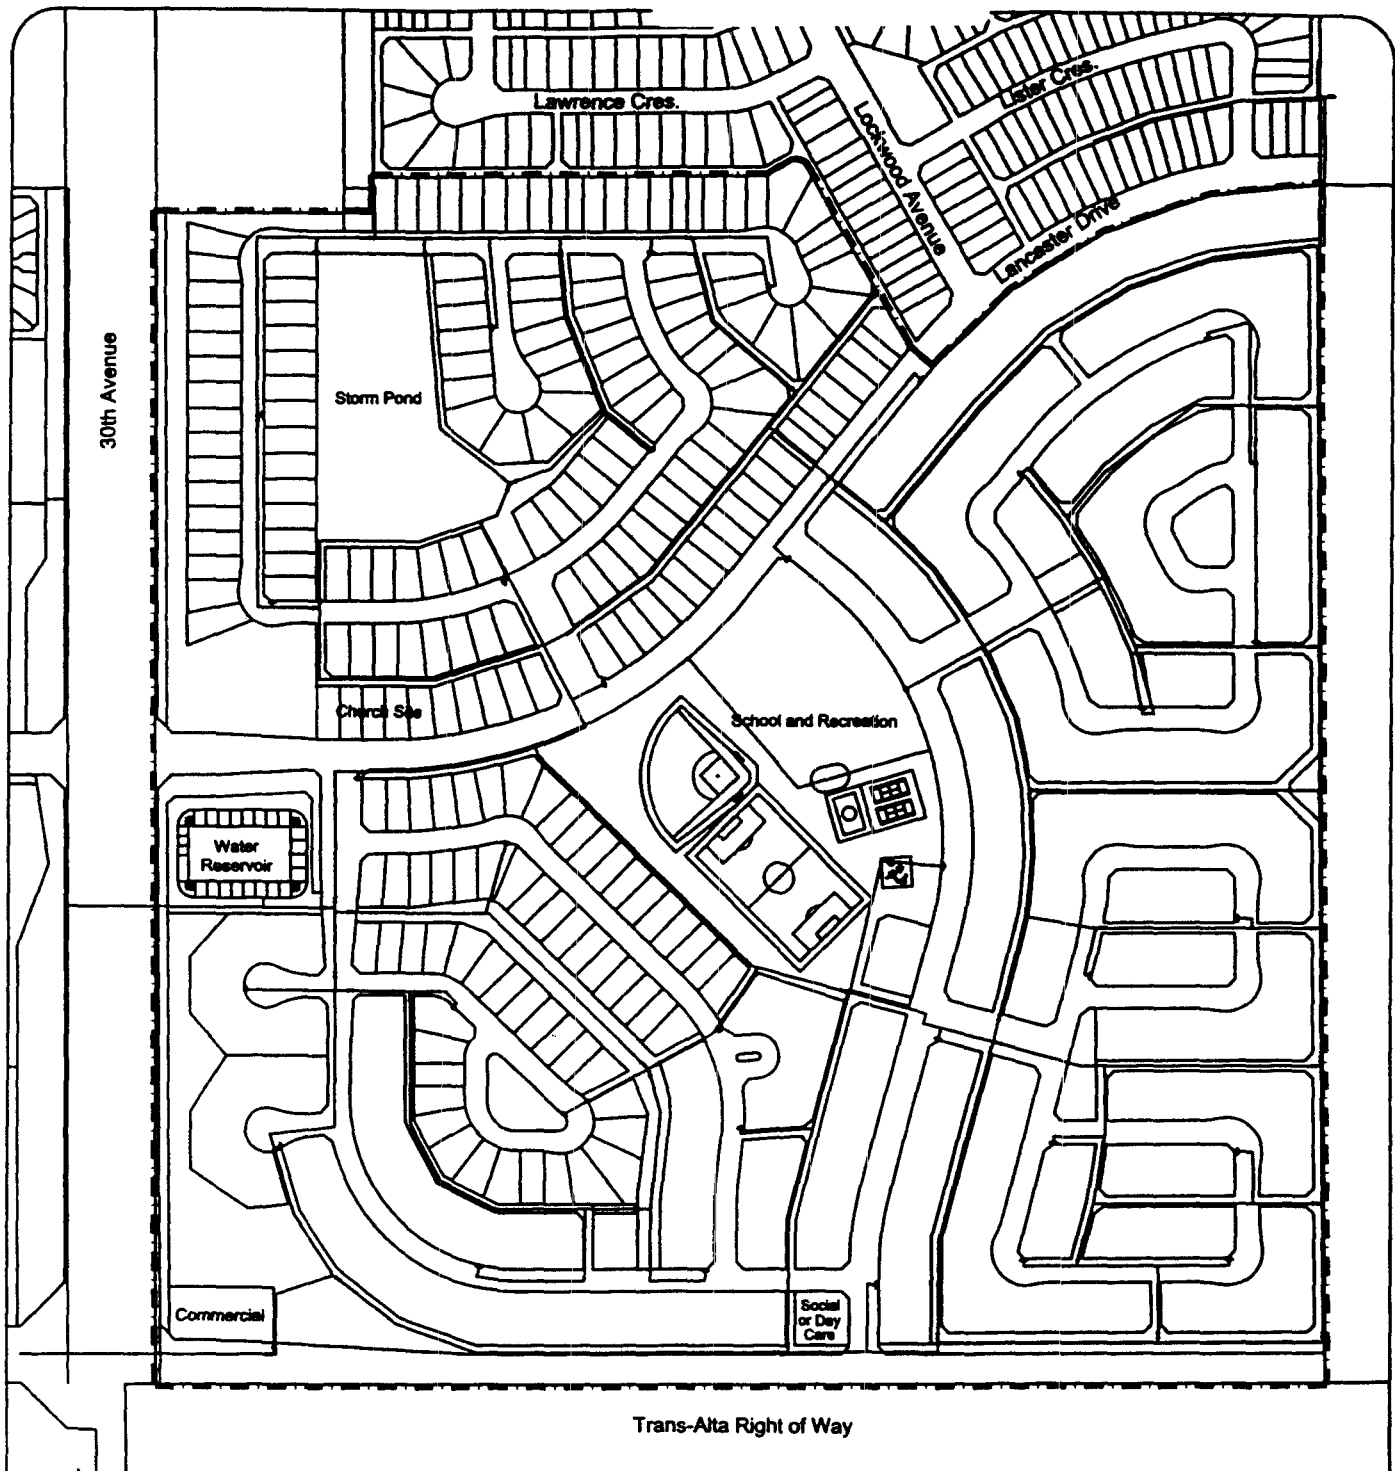 Lawrence Cres.
Lister Cres.
Lockwood Avenue
Lancaster Drive
30th Avenue
Storm Pond
Church Site
School and Recreation
Water
Reservoir
Commercial
Social
or Day
Care
Trans-Alta Right of Way